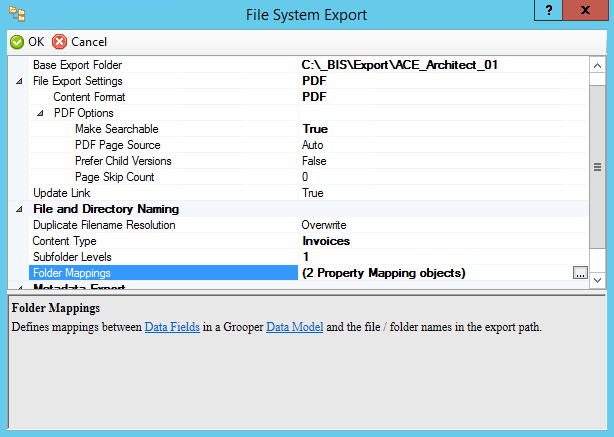 File System Export
? X
OK Cancel
Base Export Folder C:\_BIS\Export\ACE_Architect_01
File Export Settings PDF
Content Format PDF
PDF Options
Make Searchable True
PDF Page Source Auto
Prefer Child Versions False
Page Skip Count 0
Update Link True
File and Directory Naming
Duplicate Filename Resolution Overwrite
Content Type Invoices
Subfolder Levels 1
Folder Mappings (2 Property Mapping objects) ...
Metadata Export
Folder Mappings
Defines mappings between Data Fields in a Grooper Data Model and the file / folder names in the export path.